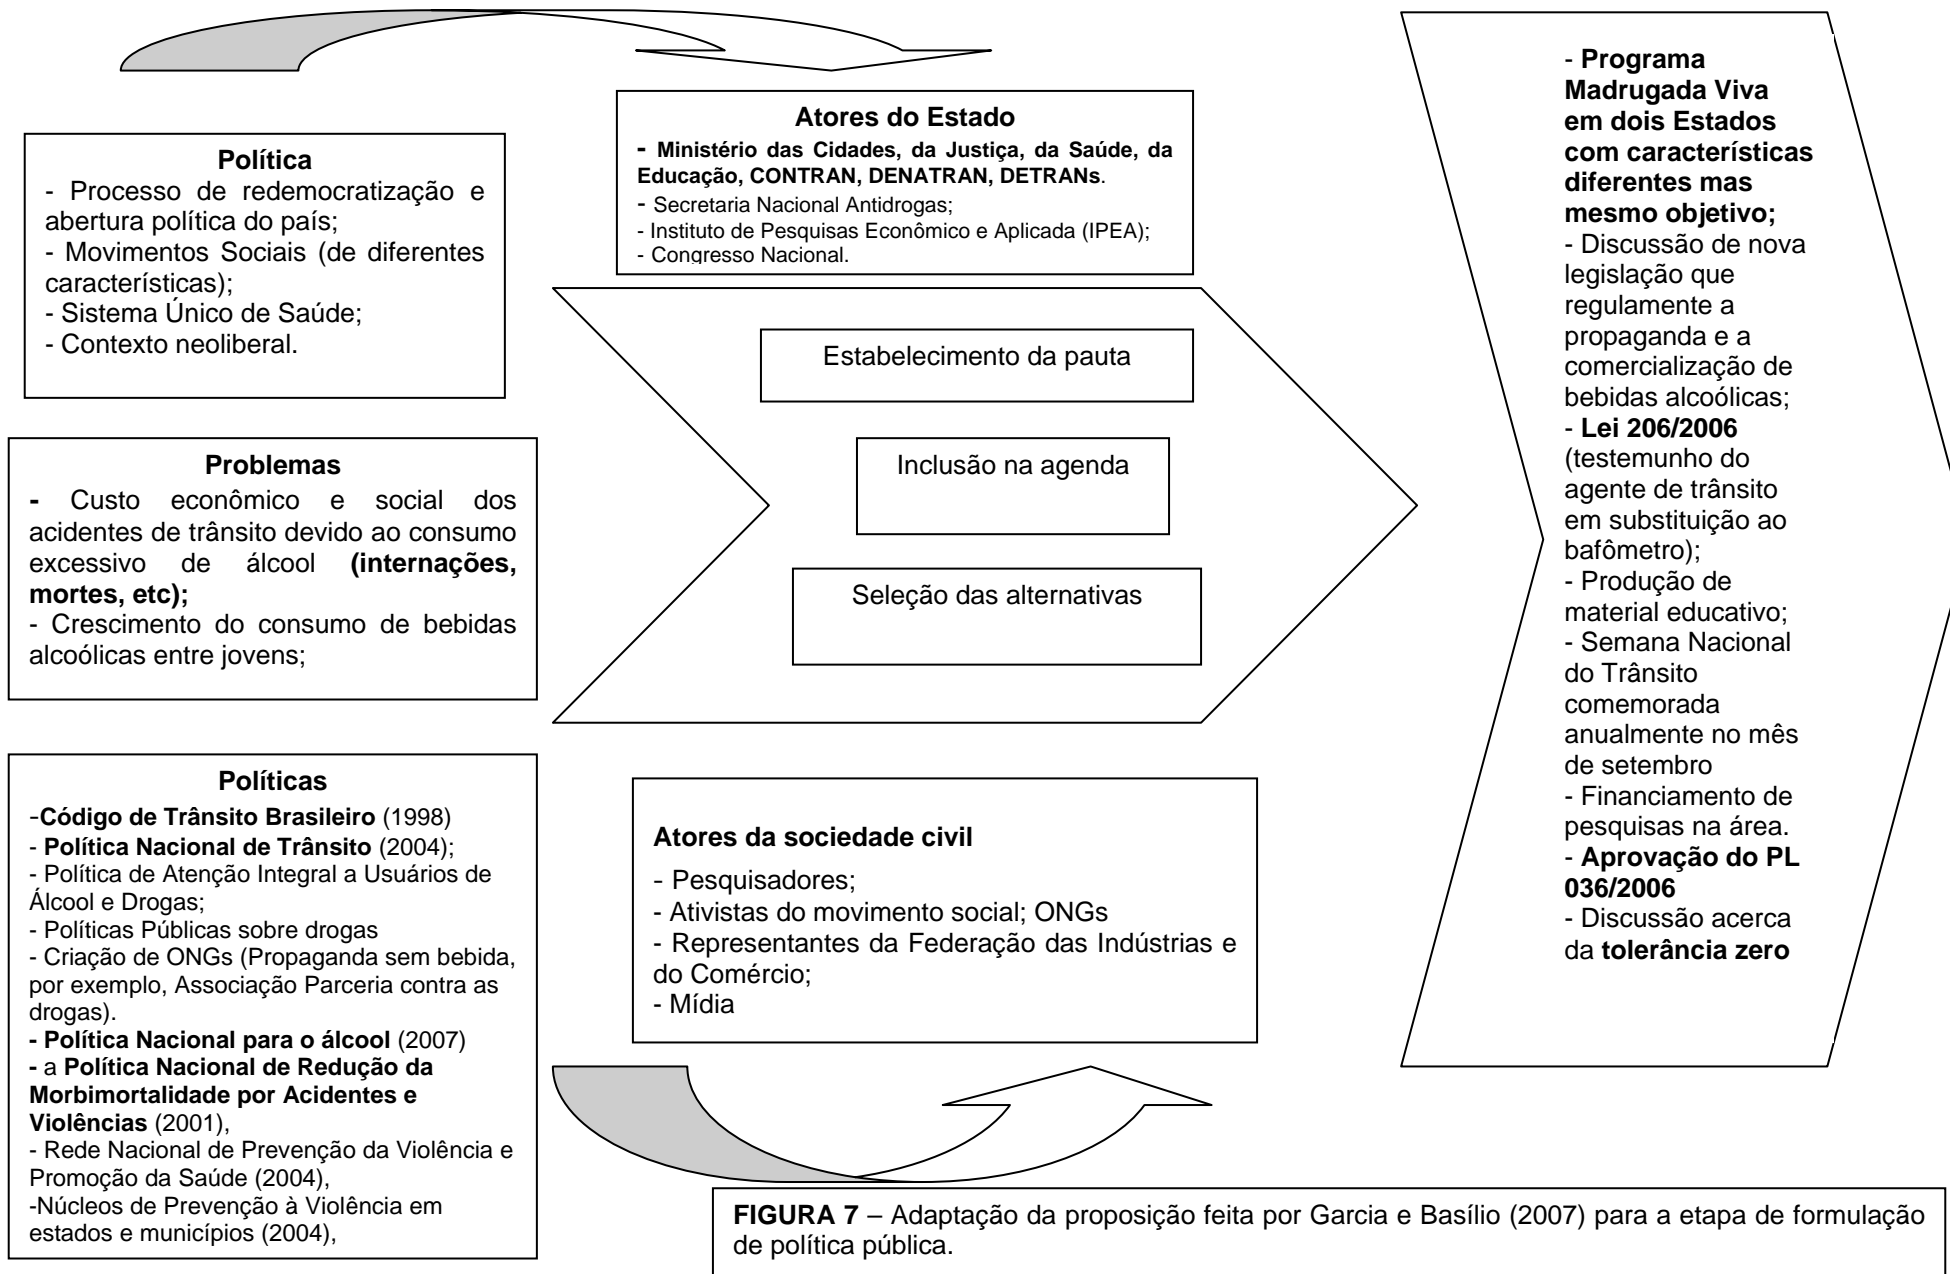 Política
- Processo de redemocratização e
abertura política do país;
- Movimentos Sociais (de diferentes
características);
- Sistema Único de Saúde;
- Contexto neoliberal.
Problemas
- Custo econômico e social dos
acidentes de trânsito devido ao consumo
excessivo de álcool (internações,
mortes, etc);
- Crescimento do consumo de bebidas
alcoólicas entre jovens;
Políticas
-Código de Trânsito Brasileiro (1998)
- Política Nacional de Trânsito (2004);
- Política de Atenção Integral a Usuários de
Álcool e Drogas;
- Políticas Públicas sobre drogas
- Criação de ONGs (Propaganda sem bebida,
por exemplo, Associação Parceria contra as
drogas).
- Política Nacional para o álcool (2007)
- a Política Nacional de Redução da
Morbimortalidade por Acidentes e
Violências (2001),
- Rede Nacional de Prevenção da Violência e
Promoção da Saúde (2004),
-Núcleos de Prevenção à Violência em
estados e municípios (2004),
Atores do Estado
- Ministério das Cidades, da Justiça, da Saúde, da
Educação, CONTRAN, DENATRAN, DETRANs.
- Secretaria Nacional Antidrogas;
- Instituto de Pesquisas Econômico e Aplicada (IPEA);
- Congresso Nacional.
Estabelecimento da pauta
Inclusão na agenda
Seleção das alternativas
Atores da sociedade civil
- Pesquisadores;
- Ativistas do movimento social; ONGs
- Representantes da Federação das Indústrias e
do Comércio;
- Mídia
- Programa
Madrugada Viva
em dois Estados
com características
diferentes mas
mesmo objetivo;
- Discussão de nova
legislação que
regulamente a
propaganda e a
comercialização de
bebidas alcoólicas;
- Lei 206/2006
(testemunho do
agente de trânsito
em substituição ao
bafômetro);
- Produção de
material educativo;
- Semana Nacional
do Trânsito
comemorada
anualmente no mês
de setembro
- Financiamento de
pesquisas na área.
- Aprovação do PL
036/2006
- Discussão acerca
da tolerância zero
FIGURA 7 – Adaptação da proposição feita por Garcia e Basílio (2007) para a etapa de formulação
de política pública.